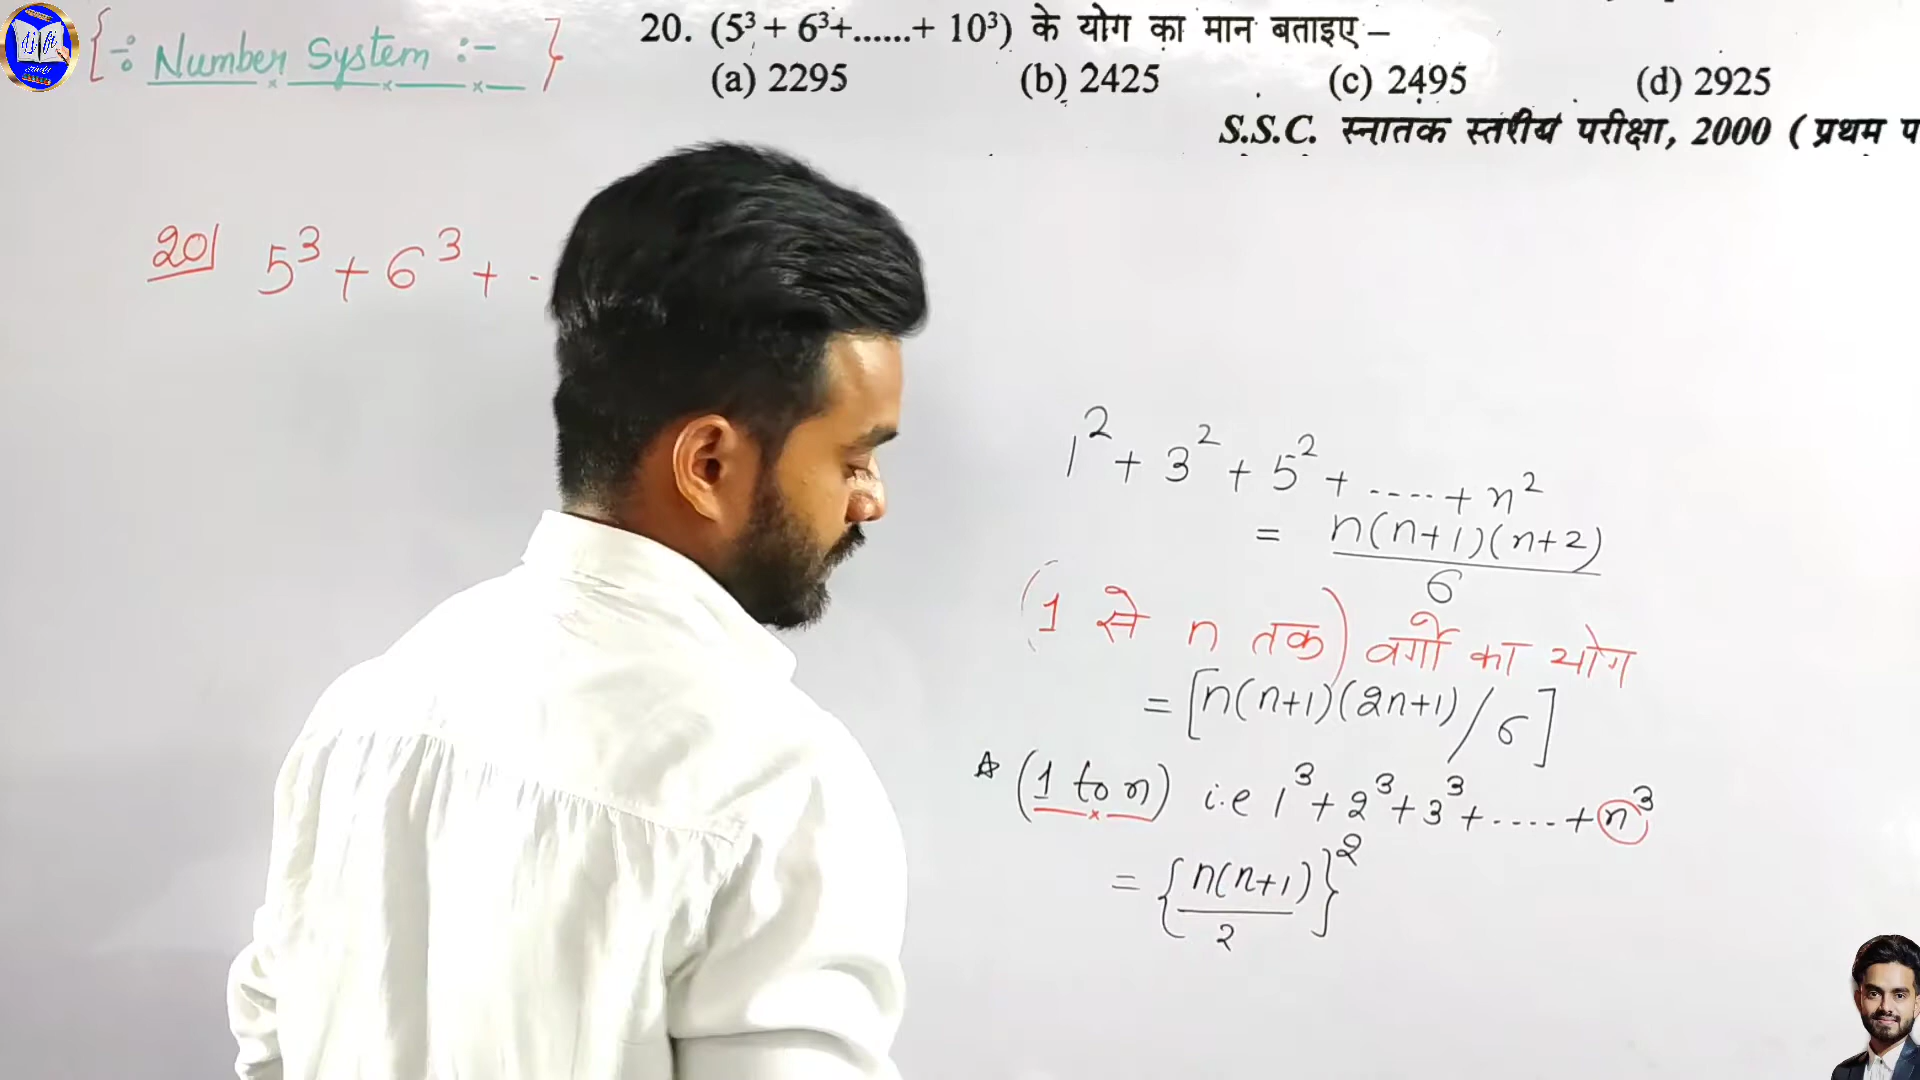 { ÷ Number System :- }
20. (5³ + 6³+......+ 10³) के योग का मान बताइए –
(a) 2295 (b) 2425 (c) 2495 (d) 2925
S.S.C. स्नातक स्तरीय परीक्षा, 2000 ( प्रथम
20) 5³ + 6³ +
1² + 3² + 5² + .... + n²
= n(n+1)(n+2)
6
(1 से n तक) वर्गों का योग
= [n(n+1)(2n+1)/6]
☆ (1 to n) i.e 1³ + 2³ + 3³ + .... + n³
= {n(n+1)}²
2